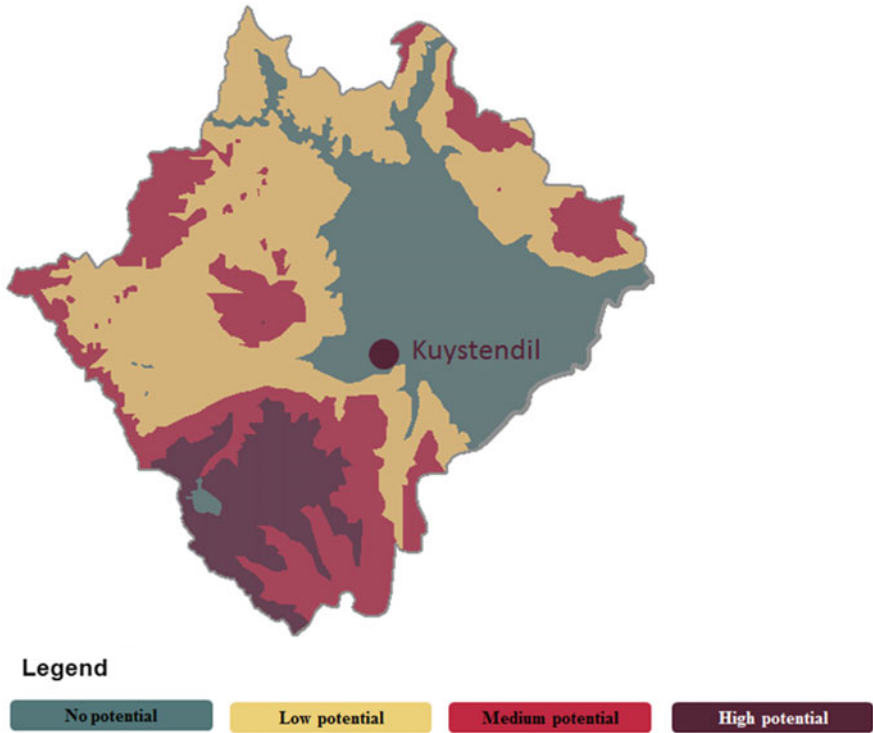 Kuystendil
Legend
No potential
Low potential
Medium potential
High potential